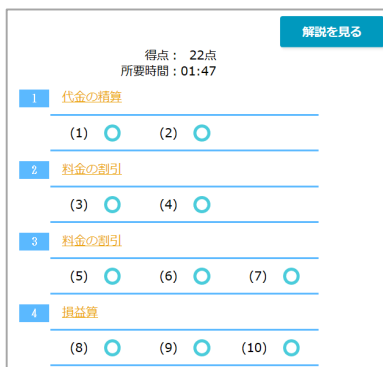 解説を見る
得点： 22点
所要時間：01:47
1 代金の精算
(1) (2)
2 料金の割引
(3) (4)
3 料金の割引
(5) (6) (7)
4 損益算
(8) (9) (10)